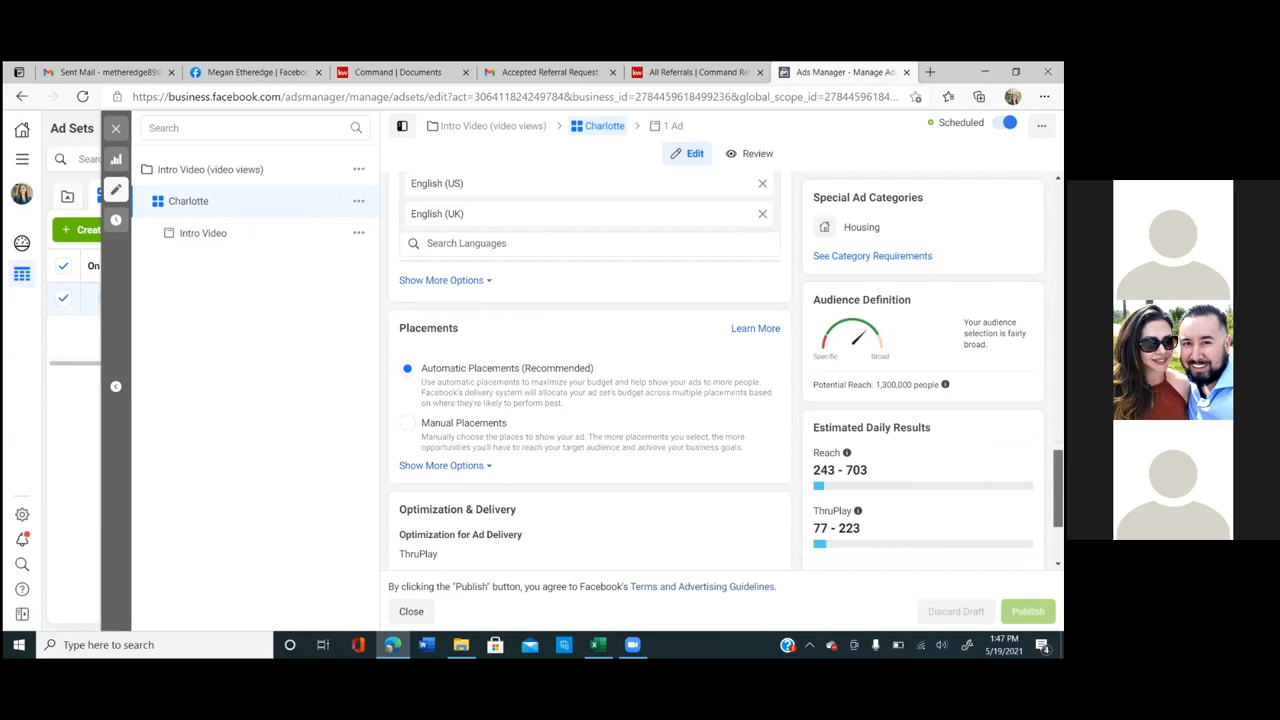 Sent Mail - metheredge89@
Megan Etheredge | Facebo
Command | Documents
Accepted Referral Request
All Referrals | Command Re
Ads Manager - Manage Ad
https://business.facebook.com/adsmanager/manage/adsets/edit?act=306411824249784&business_id=278445961849923&global_scope_id=27844596184...
Ad Sets
Search
Intro Video (video views)
Charlotte
1 Ad
Scheduled
Sear
Edit
Review
Intro Video (video views)
Charlotte
Intro Video
Crea
On
English (US)
English (UK)
Search Languages
Show More Options
Placements
Learn More
Automatic Placements (Recommended)
Use automatic placements to maximize your budget and help show your ads to more people.
Facebook's delivery system will allocate your ad set's budget across multiple placements based
on where they're likely to perform best.
Manual Placements
Manually choose the places to show your ad. The more placements you select, the more
opportunities you'll have to reach your target audience and achieve your business goals.
Show More Options
Optimization & Delivery
Optimization for Ad Delivery
ThruPlay
Special Ad Categories
Housing
See Category Requirements
Audience Definition
Your audience
selection is fairly
broad.
Specific
Broad
Potential Reach: 1,300,000 people
Estimated Daily Results
Reach
243 - 703
ThruPlay
77 - 223
By clicking the "Publish" button, you agree to Facebook's Terms and Advertising Guidelines.
Close
Discard Draft
Publish
Type here to search
1:47 PM
5/19/2021
4